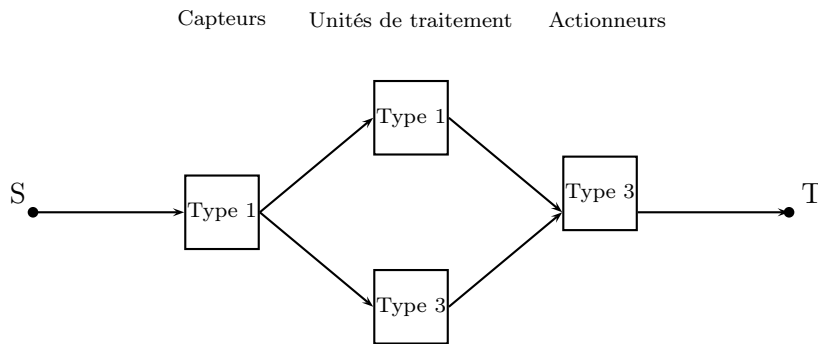 Capteurs Unités de traitement Actionneurs
Type 1
S Type 1 Type 3 T
Type 3